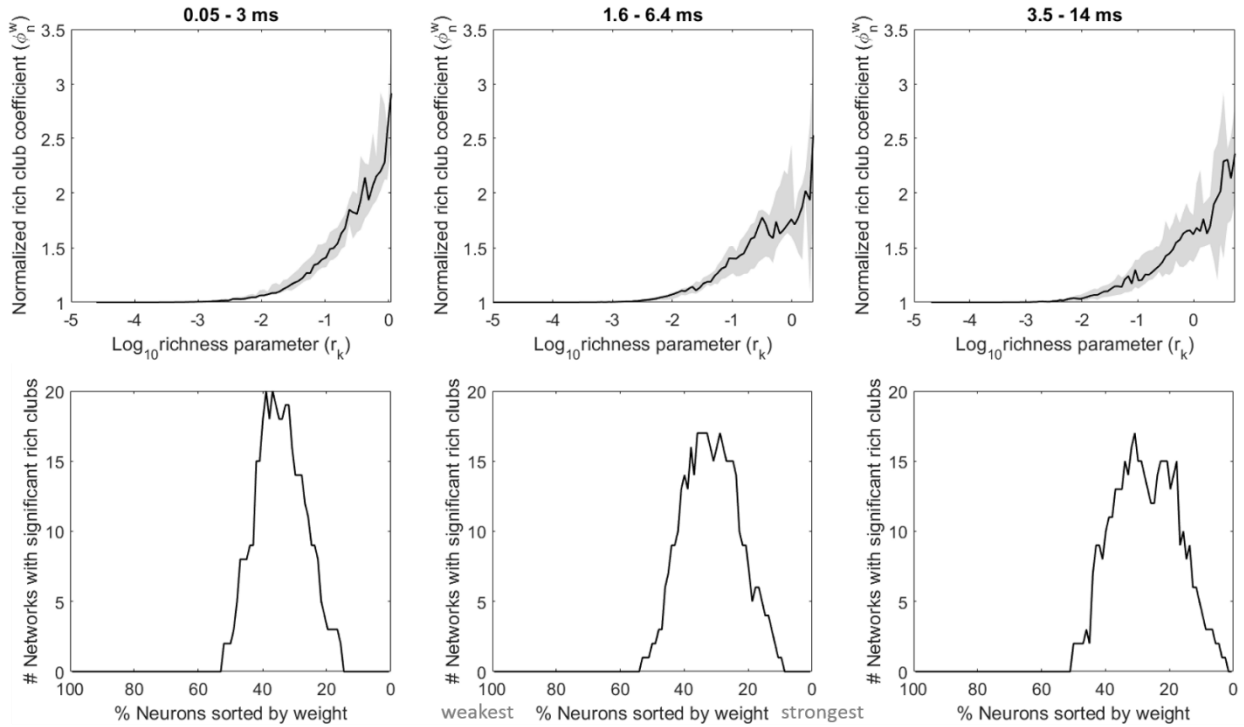 0.05 - 3 ms
Normalized rich club coefficient (ϕ_n^w)
3.5
3
2.5
2
1.5
1
-5 -4 -3 -2 -1 0
Log10richness parameter (r_k)
1.6 - 6.4 ms
Normalized rich club coefficient (ϕ_n^w)
3.5
3
2.5
2
1.5
1
-5 -4 -3 -2 -1 0
Log10richness parameter (r_k)
3.5 - 14 ms
Normalized rich club coefficient (ϕ_n^w)
3.5
3
2.5
2
1.5
1
-5 -4 -3 -2 -1 0
Log10richness parameter (r_k)
# Networks with significant rich clubs
20
15
10
5
0
100 80 60 40 20 0
% Neurons sorted by weight
# Networks with significant rich clubs
20
15
10
5
0
100 80 60 40 20 0
weakest % Neurons sorted by weight strongest
# Networks with significant rich clubs
20
15
10
5
0
100 80 60 40 20 0
% Neurons sorted by weight